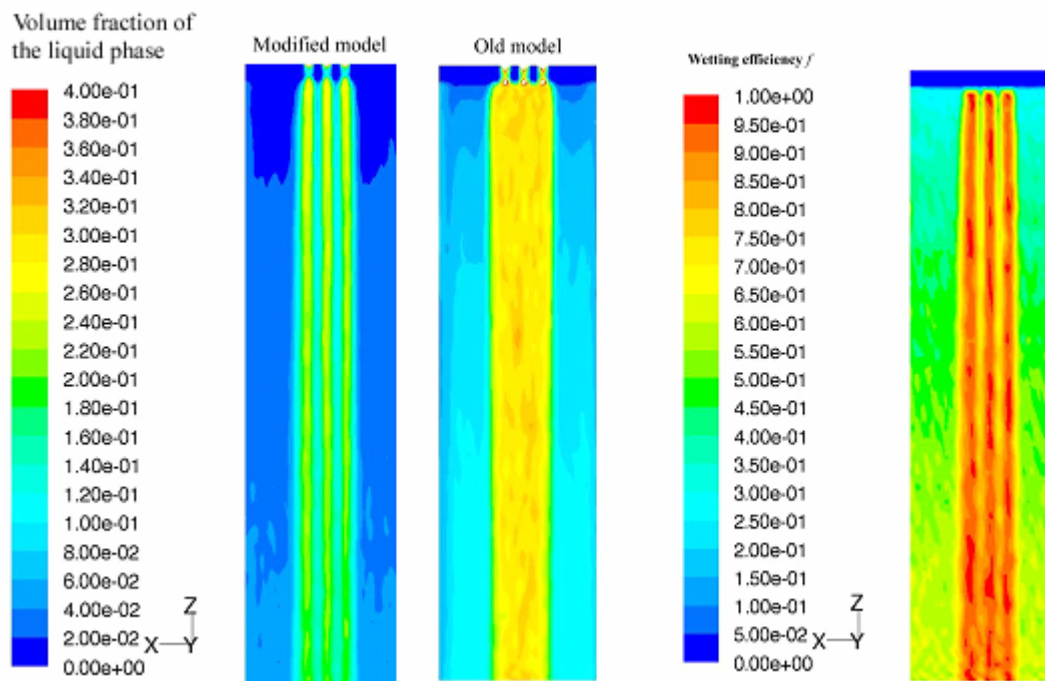 Volume fraction of
the liquid phase
4.00e-01
3.80e-01
3.60e-01
3.40e-01
3.20e-01
3.00e-01
2.80e-01
2.60e-01
2.40e-01
2.20e-01
2.00e-01
1.80e-01
1.60e-01
1.40e-01
1.20e-01
1.00e-01
8.00e-02
6.00e-02
4.00e-02
2.00e-02
0.00e+00
Z
X Y
Modified model
Old model
Wetting efficiency f
1.00e+00
9.50e-01
9.00e-01
8.50e-01
8.00e-01
7.50e-01
7.00e-01
6.50e-01
6.00e-01
5.50e-01
5.00e-01
4.50e-01
4.00e-01
3.50e-01
3.00e-01
2.50e-01
2.00e-01
1.50e-01
1.00e-01
5.00e-02
0.00e+00
Z
X Y